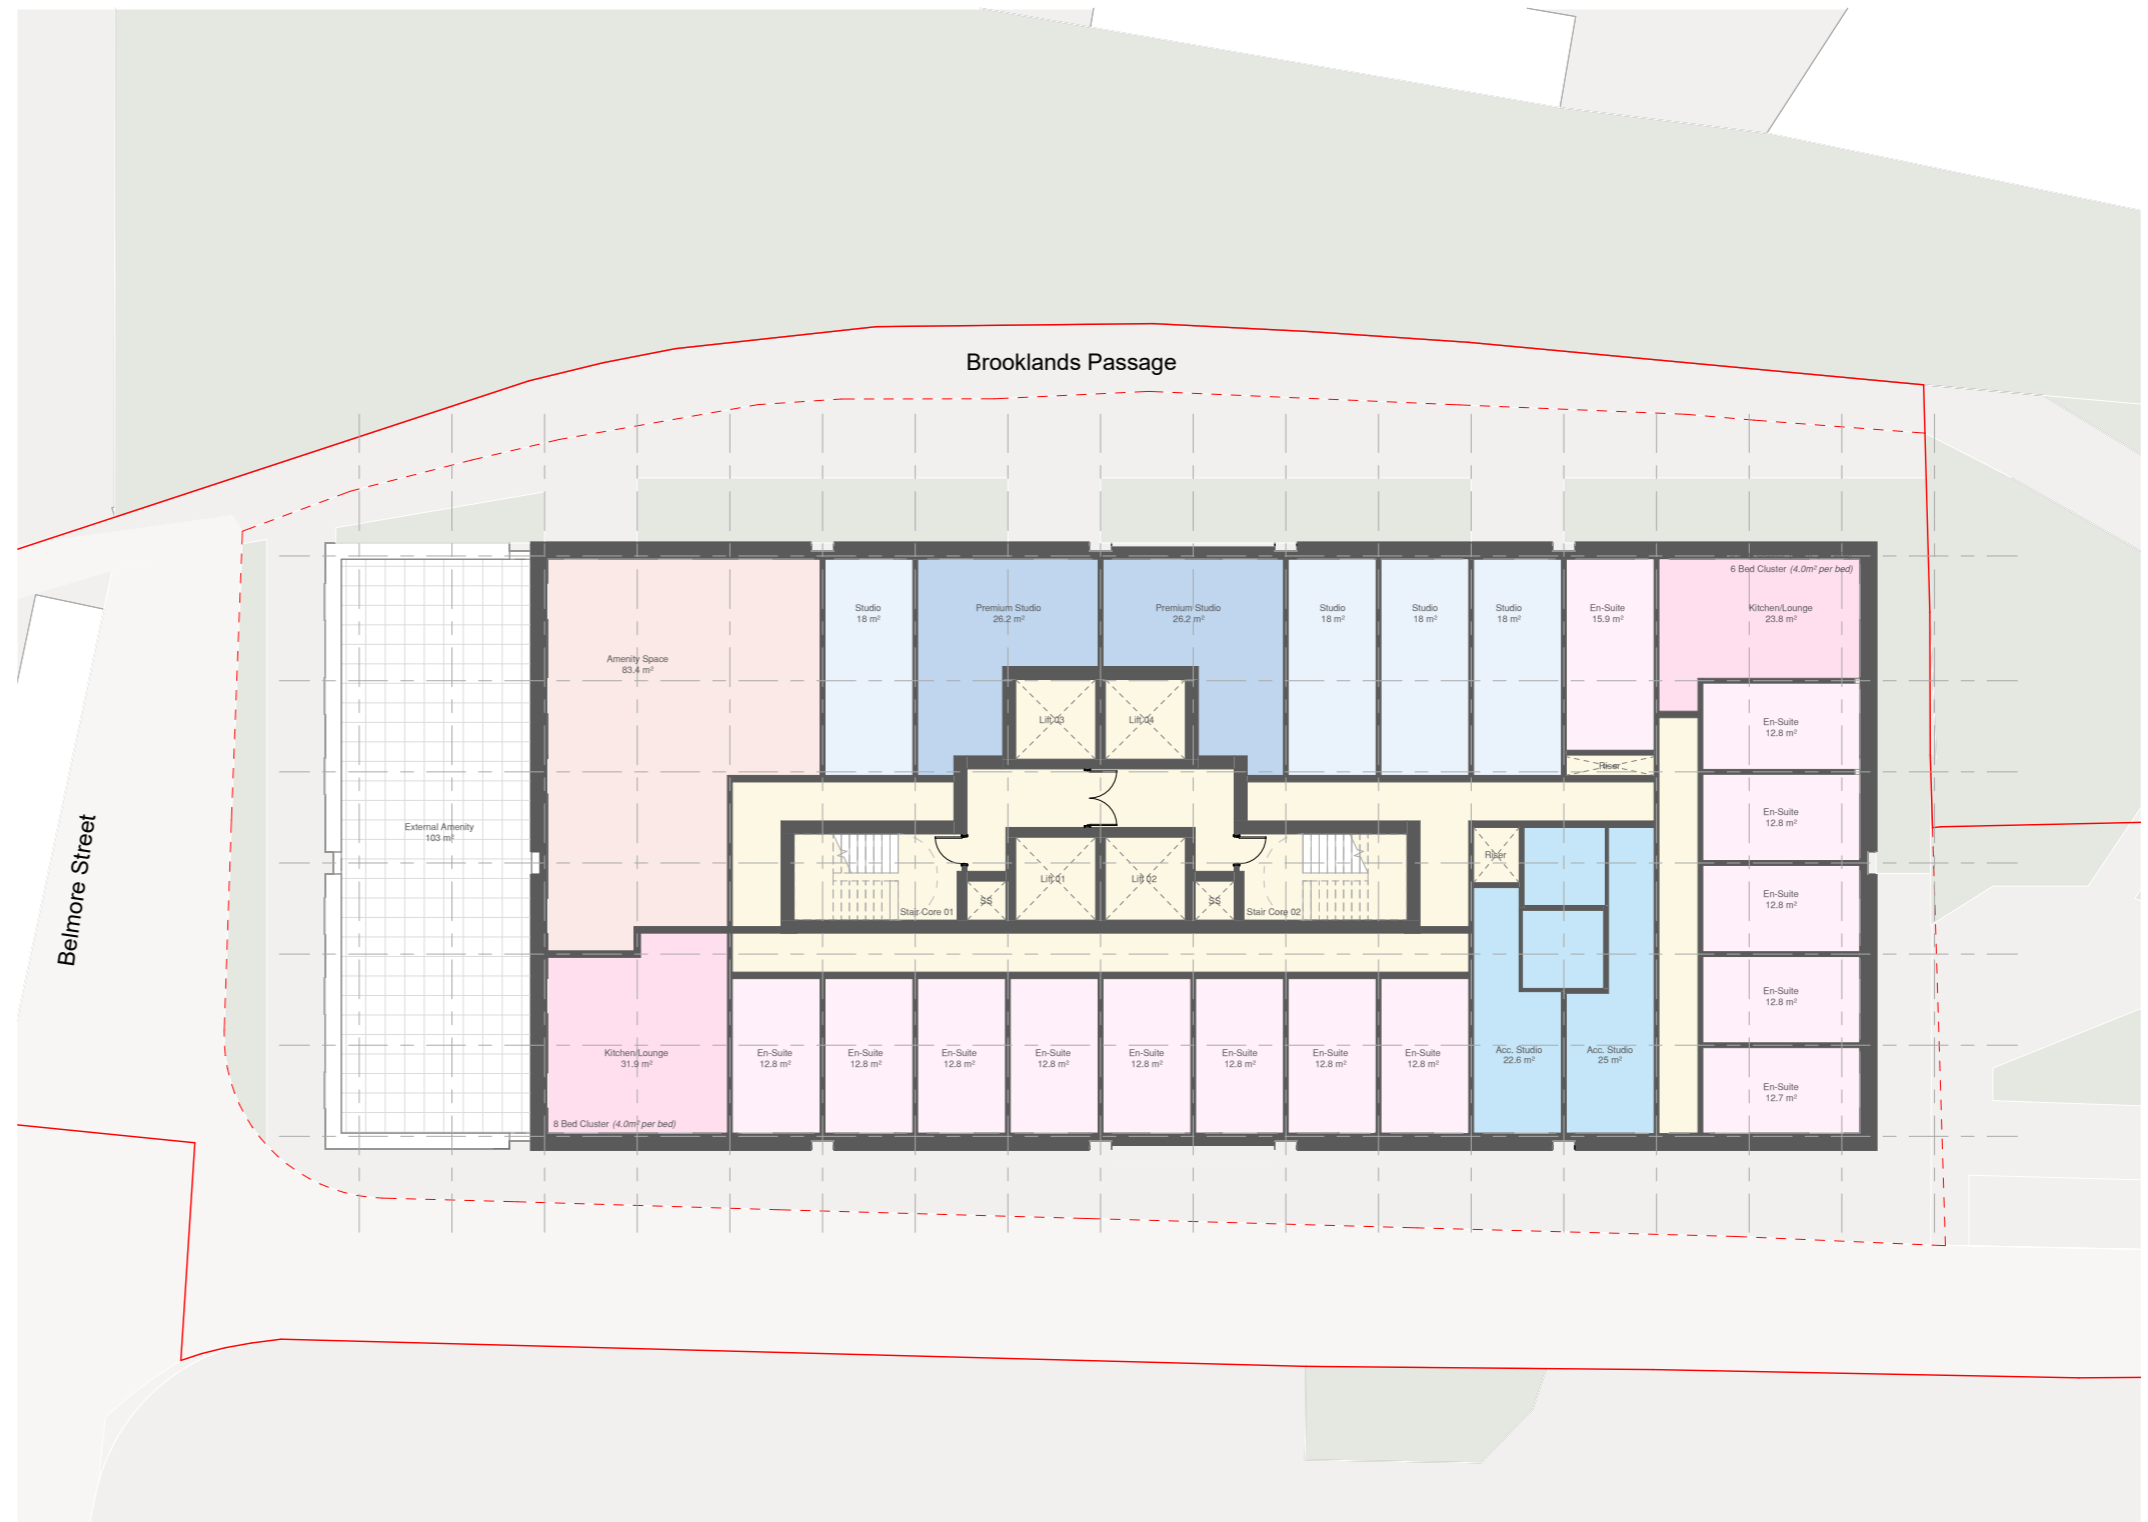 Brooklands Passage
Belmore Street
6 Bed Cluster (4.0m² per bed)
Studio
18 m²
Premium Studio
26.2 m²
Premium Studio
26.2 m²
Studio
18 m²
Studio
18 m²
Studio
18 m²
En-Suite
15.9 m²
Kitchen/Lounge
23.8 m²
Amenity Space
83.4 m²
Lift 03
Lift 04
En-Suite
12.8 m²
Riser
External Amenity
103 m²
En-Suite
12.8 m²
Riser
Lift 01
Lift 02
SS
SS
Stair Core 01
Stair Core 02
En-Suite
12.8 m²
En-Suite
12.8 m²
Kitchen/Lounge
31.9 m²
En-Suite
12.8 m²
En-Suite
12.8 m²
En-Suite
12.8 m²
En-Suite
12.8 m²
En-Suite
12.8 m²
En-Suite
12.8 m²
En-Suite
12.8 m²
En-Suite
12.8 m²
Acc. Studio
22.6 m²
Acc. Studio
25 m²
En-Suite
12.7 m²
8 Bed Cluster (4.0m² per bed)